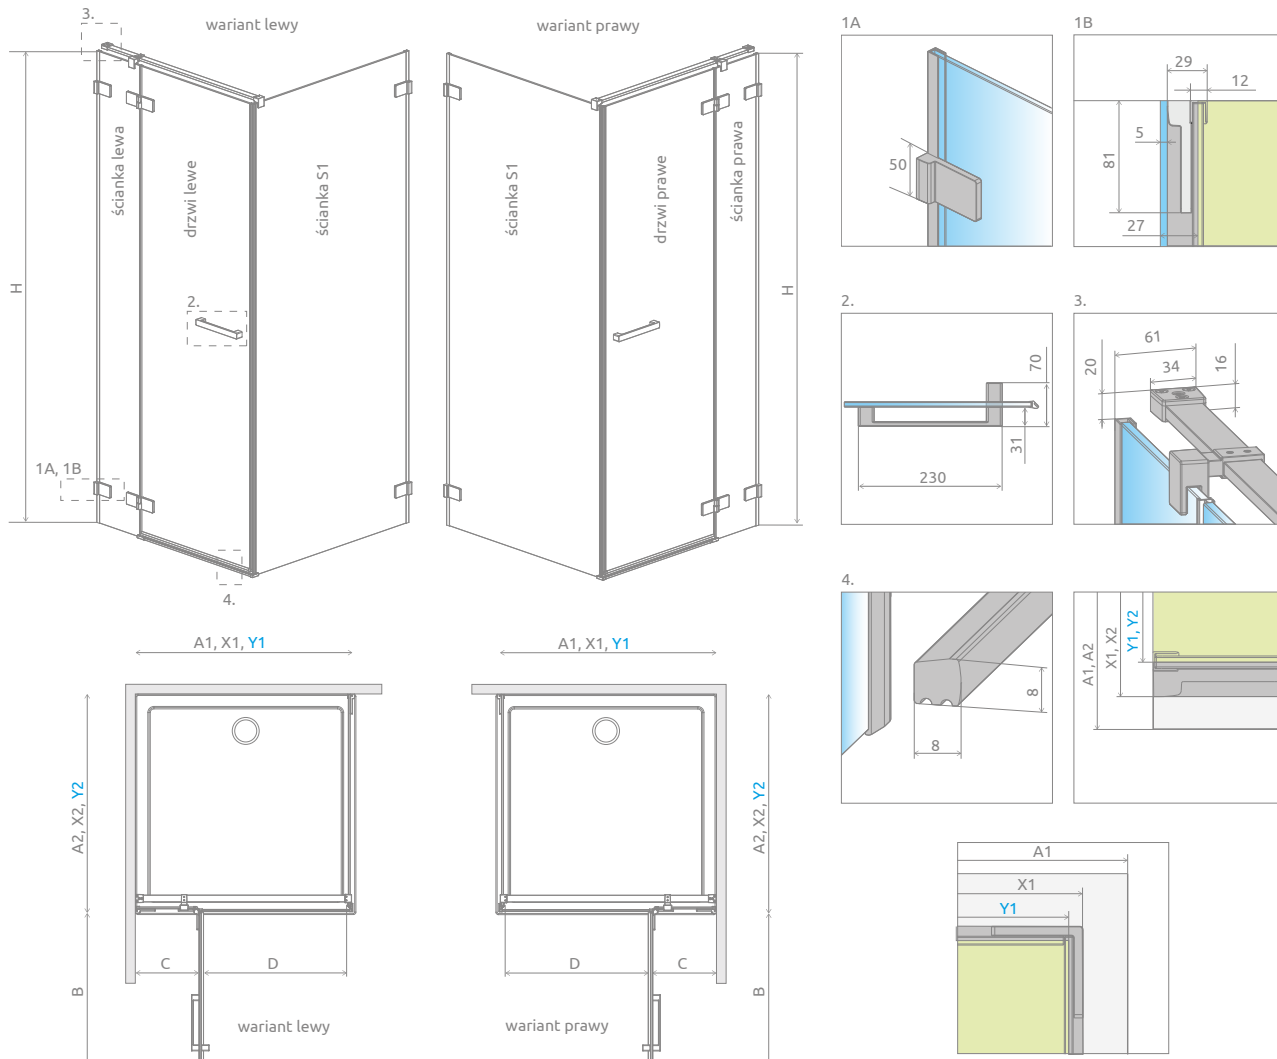 3.
wariant lewy
wariant prawy
H
ścianka lewa
drzwi lewe
ścianka S1
2.
1A, 1B
4.
ścianka S1
drzwi prawe
ścianka prawa
H
1A
50
1B
29
12
5
81
27
2.
70
31
230
3.
61
34
20
16
4.
8
8
A1, A2
X1, X2
Y1, Y2
A1, X1, Y1
A2, X2, Y2
B
C
D
wariant lewy
A1, X1, Y1
A2, X2, Y2
B
D
C
wariant prawy
A1
X1
Y1